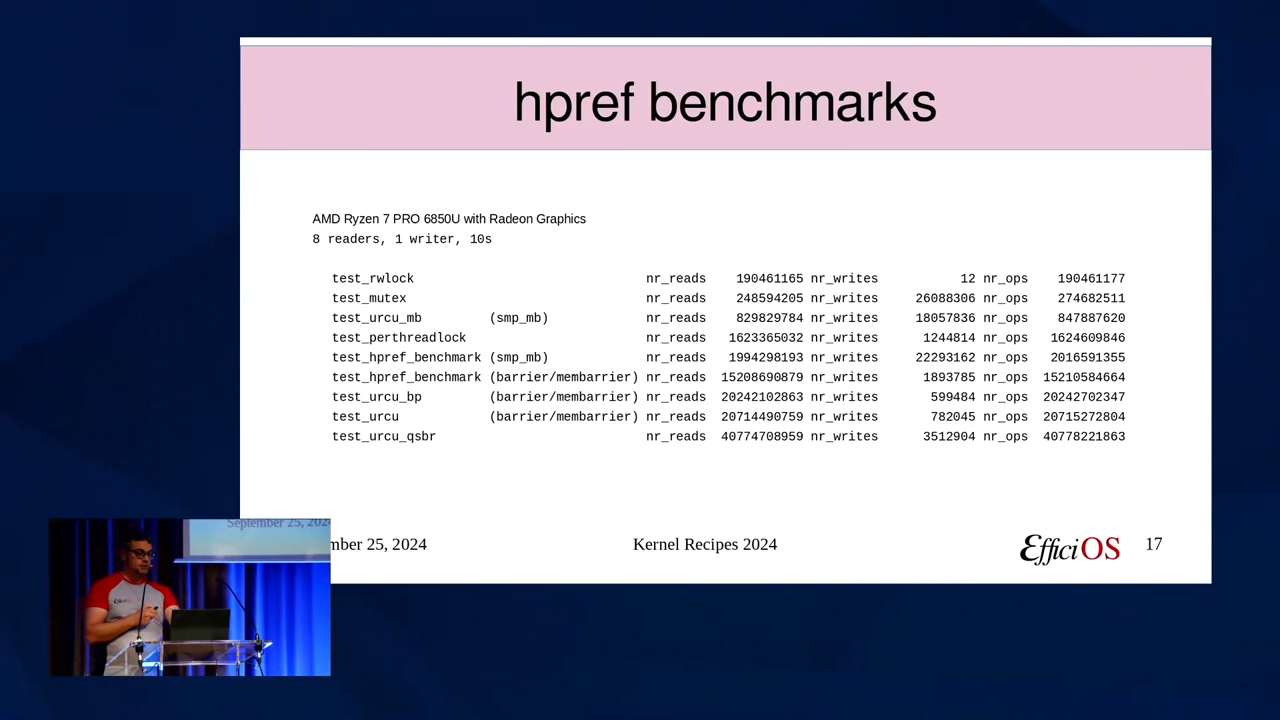 hpref benchmarks
AMD Ryzen 7 PRO 6850U with Radeon Graphics
8 readers, 1 writer, 10s
test_rwlock nr_reads 190461165 nr_writes 12 nr_ops 190461177
test_mutex nr_reads 248594205 nr_writes 26088306 nr_ops 274682511
test_urcu_mb (smp_mb) nr_reads 829829784 nr_writes 18057836 nr_ops 847887620
test_perthreadlock nr_reads 1623365032 nr_writes 1244814 nr_ops 1624609846
test_hpref_benchmark (smp_mb) nr_reads 1994298193 nr_writes 22293162 nr_ops 2016591355
test_hpref_benchmark (barrier/membarrier) nr_reads 15208690879 nr_writes 1893785 nr_ops 15210584664
test_urcu_bp (barrier/membarrier) nr_reads 20242102863 nr_writes 599484 nr_ops 20242702347
test_urcu (barrier/membarrier) nr_reads 20714490759 nr_writes 782045 nr_ops 20715272804
test_urcu_qsbr nr_reads 40774708959 nr_writes 3512904 nr_ops 40778221863
September 25, 202
mber 25, 2024
Kernel Recipes 2024
EfficiOS
17